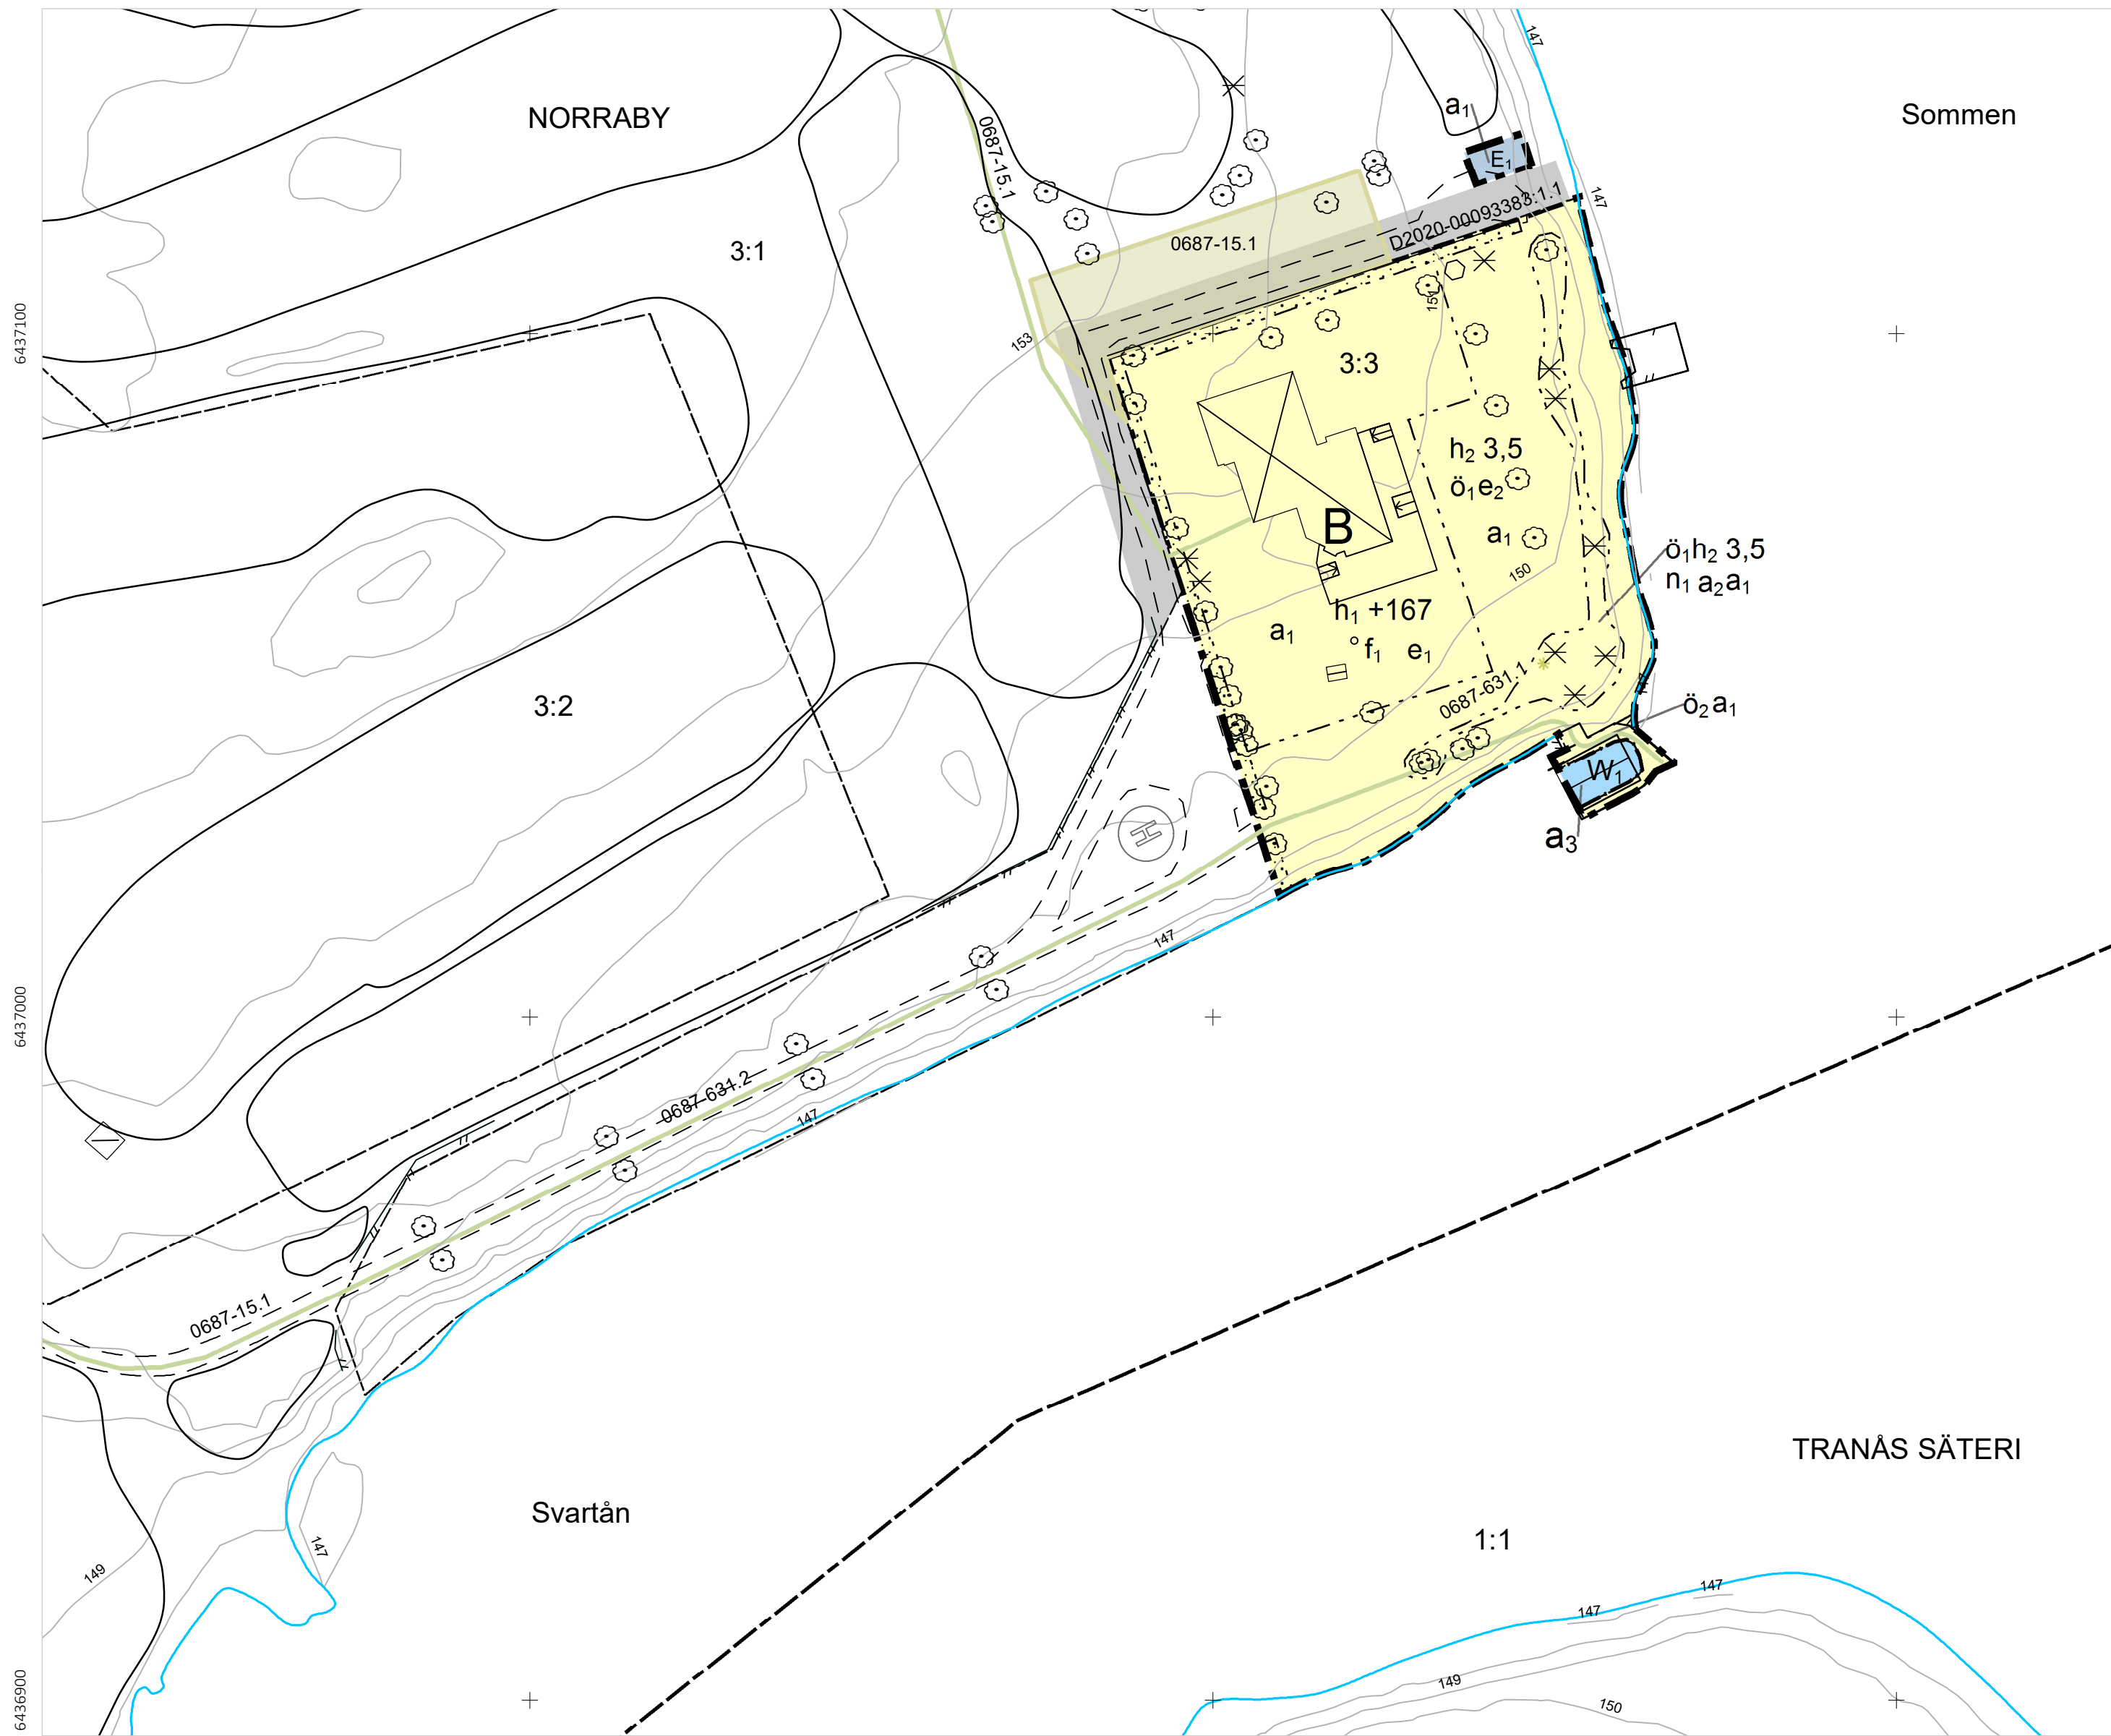 147
a1
NORRABY
Sommen
0687-15.1
E1
147
D2020-00093383:1.1
0687-15.1
3:1
151
6437100
153
3:3
h2 3,5
ö1e2
B
a1
ö1h2 3,5
n1 a2a1
150
h1 +167
a1
f1 e1
0687-631.1
3:2
ö2a1
W1
a3
147
6437000
0687-631.2
147
0687-15.1
TRANÅS SÄTERI
Svartån
1:1
147
149
147
147
149
150
6436900